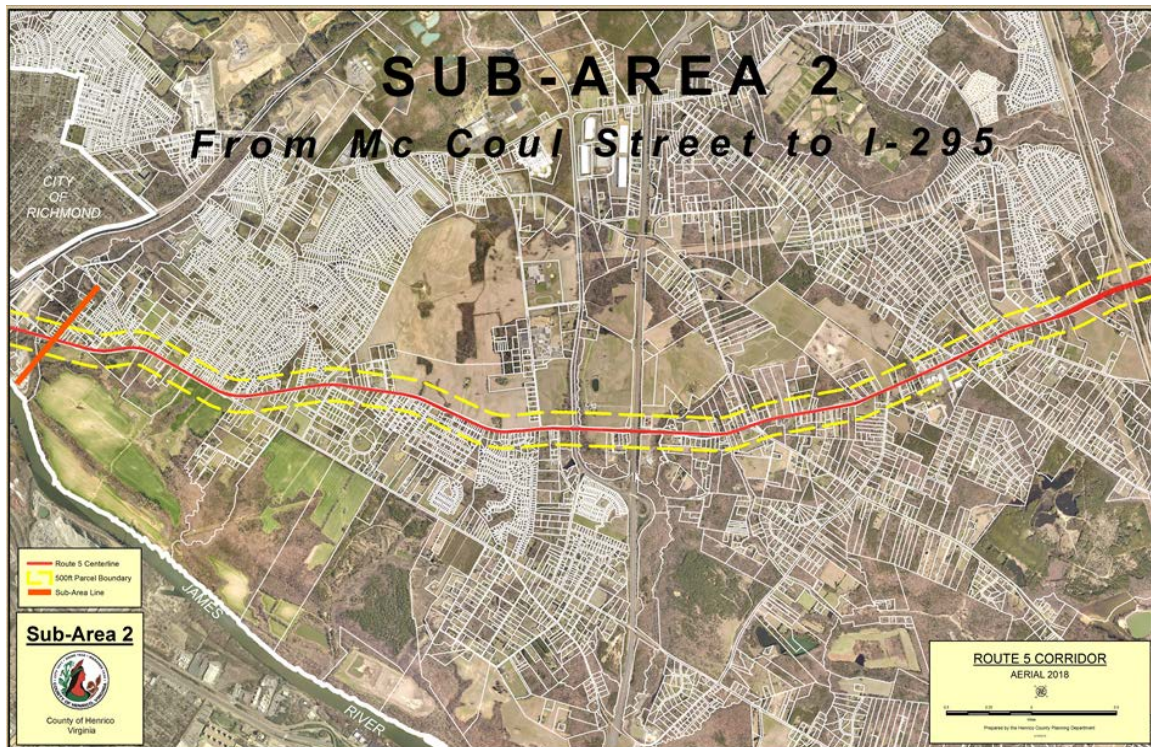 SUB-AREA 2
From Mc Coul Street to I-295
CITY
OF
RICHMOND
Route 5 Centerline
500ft Parcel Boundary
Sub-Area Line
JAMES
RIVER
Sub-Area 2
County of Henrico
Virginia
ROUTE 5 CORRIDOR
AERIAL 2018
Miles
Prepared by the Henrico County Planning Department